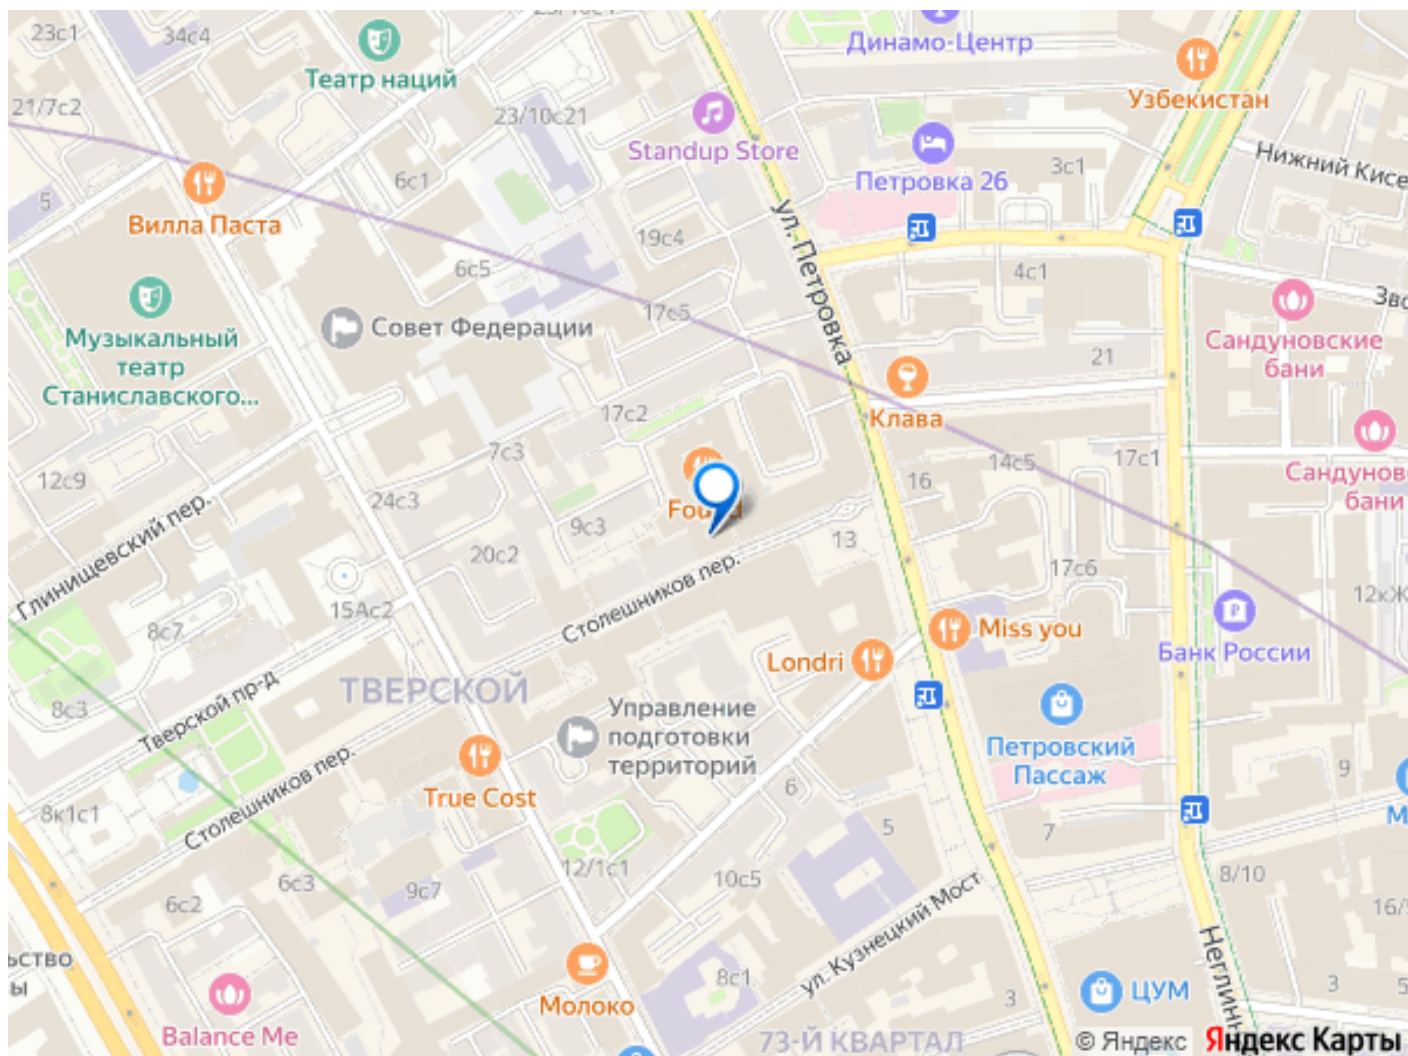 23с1
34с4
23/10с1
Театр наций
21/7с2
23/10с21
Динамо-Центр
Узбекистан
Standup Store
Нижний Кисе
3с1
Петровка 26
6с1
5
Вилла Паста
19с4
ул. Петровка
6с5
4с1
Зво
17с5
Совет Федерации
Музыкальный
театр
Станиславского...
Сандуновские
бани
21
Клава
17с2
7с3
14с5
17с1
16
12с9
24с3
Сандунов
бани
Found
9с3
13
20с2
Глинищевский пер.
Столешников пер.
17с6
15Ас2
12кЖ
8с7
Miss you
Банк России
Londri
ТВЕРСКОЙ
8с3
Тверской пр-д
Управление
подготовки
территорий
Петровский
Пассаж
9
6
True Cost
Столешников пер.
8к1с1
5
7
М
12/1с1
10с5
8/10
6с3
9с7
6с2
16/5
ул. Кузнецкий Мост
Неглинн
ьство
ы
8с1
3
ЦУМ
3
5
Молоко
Balance Me
73-Й КВАРТАЛ
© Яндекс Яндекс Карты